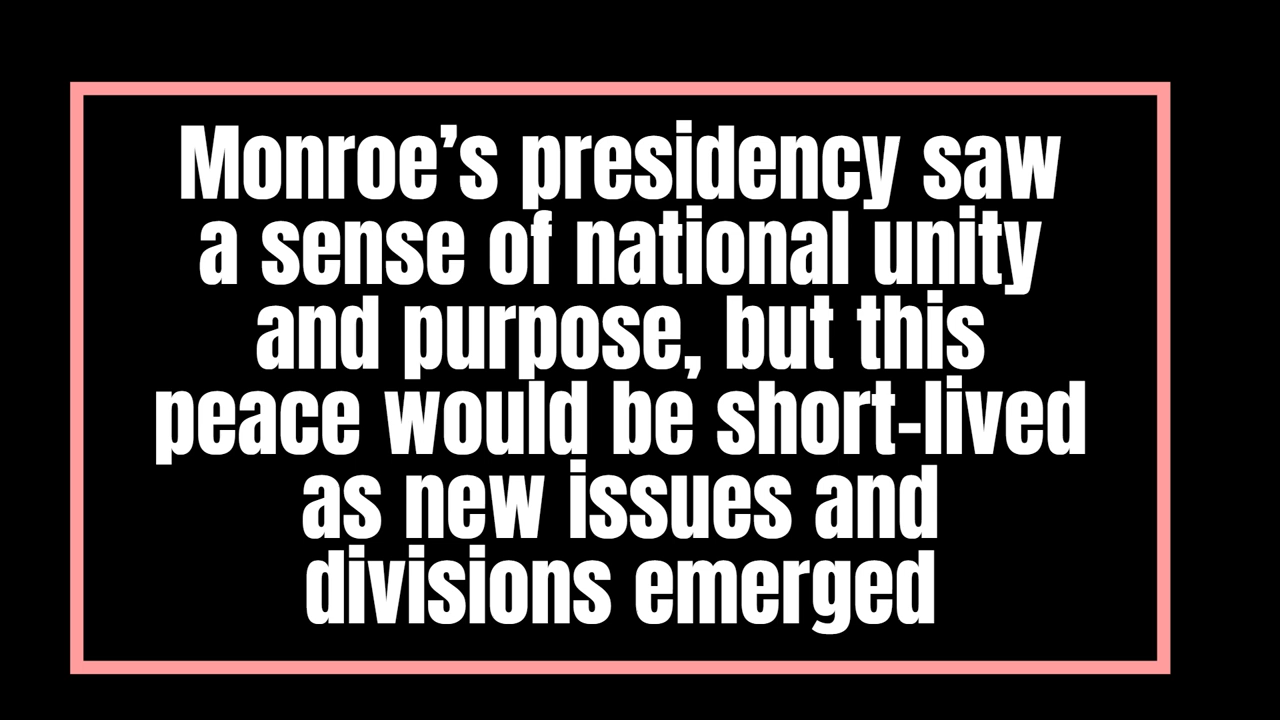 Monroe’s presidency saw
a sense of national unity
and purpose, but this
peace would be short-lived
as new issues and
divisions emerged